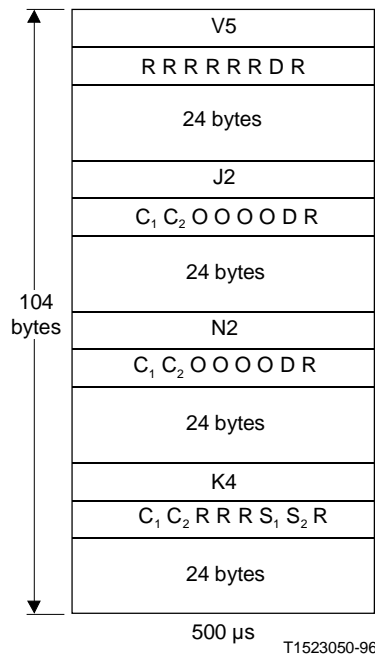 V5
R R R R R R D R
24 bytes
J2
C₁ C₂ O O O O D R
24 bytes
104
bytes
N2
C₁ C₂ O O O O D R
24 bytes
K4
C₁ C₂ R R R S₁ S₂ R
24 bytes
500 µs
T1523050-96